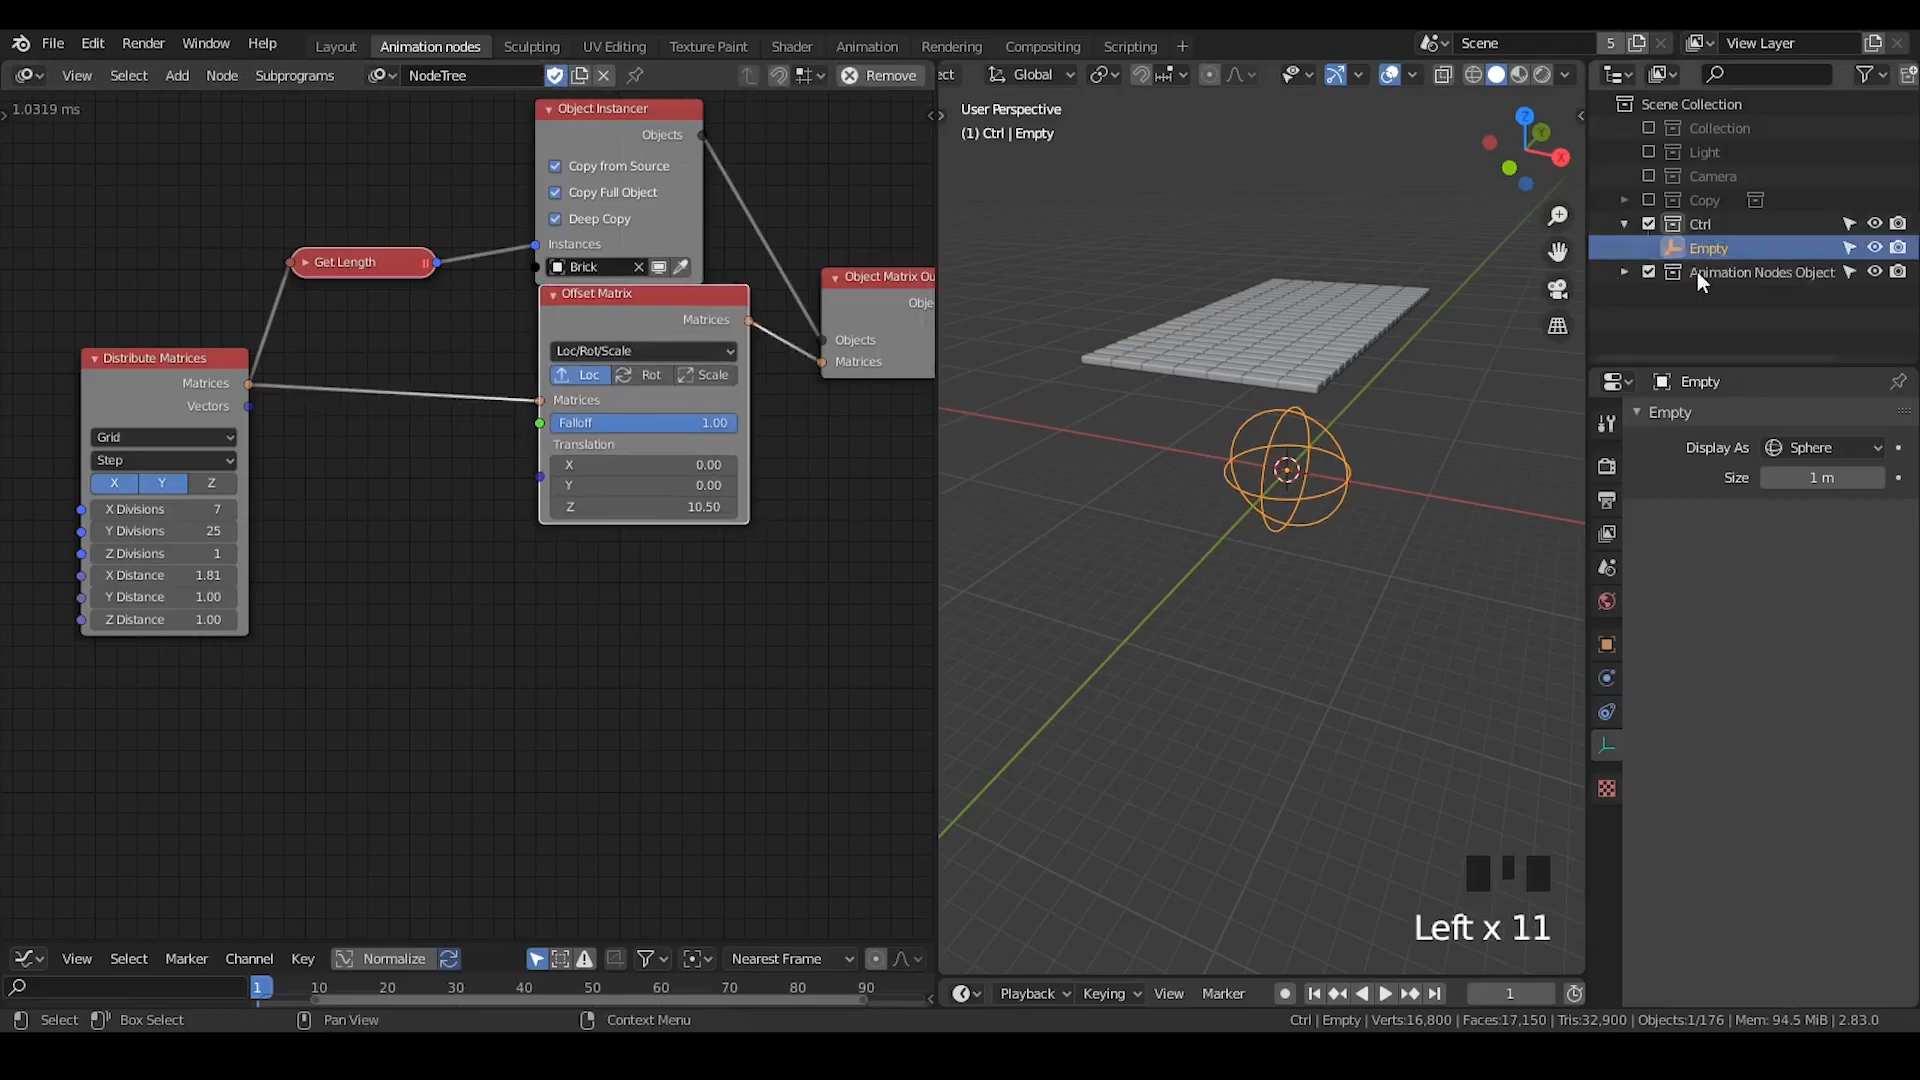 File Edit Render Window Help Layout Animation nodes Sculpting UV Editing Texture Paint Shader Animation Rendering Compositing Scripting + Scene 5 View Layer
View Select Add Node Subprograms NodeTree Remove ect Global
1.0319 ms
Object Instancer
Objects
Copy from Source
Copy Full Object
Deep Copy
Instances
Brick
Get Length
Offset Matrix
Matrices
Loc/Rot/Scale
Loc Rot Scale
Matrices
Falloff 1.00
Translation
X 0.00
Y 0.00
Z 10.50
Object Matrix Ou
Obje
Objects
Matrices
Distribute Matrices
Matrices
Vectors
Grid
Step
X Y Z
X Divisions 7
Y Divisions 25
Z Divisions 1
X Distance 1.81
Y Distance 1.00
Z Distance 1.00
User Perspective
(1) Ctrl | Empty
Z
Y
X
Left x 11
Scene Collection
Collection
Light
Camera
Copy
Ctrl
Empty
Animation Nodes Object
Empty
Empty
Display As Sphere
Size 1 m
View Select Marker Channel Key Normalize Nearest Frame
1 10 20 30 40 50 60 70 80 90
Playback Keying View Marker 1
Select Box Select Pan View Context Menu Ctrl | Empty | Verts:16,800 | Faces:17,150 | Tris:32,900 | Objects:1/176 | Mem: 94.5 MiB | 2.83.0